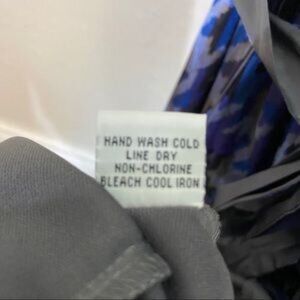 HAND WASH COLD
LINE DRY
NON-CHLORINE
BLEACH COOL IRON